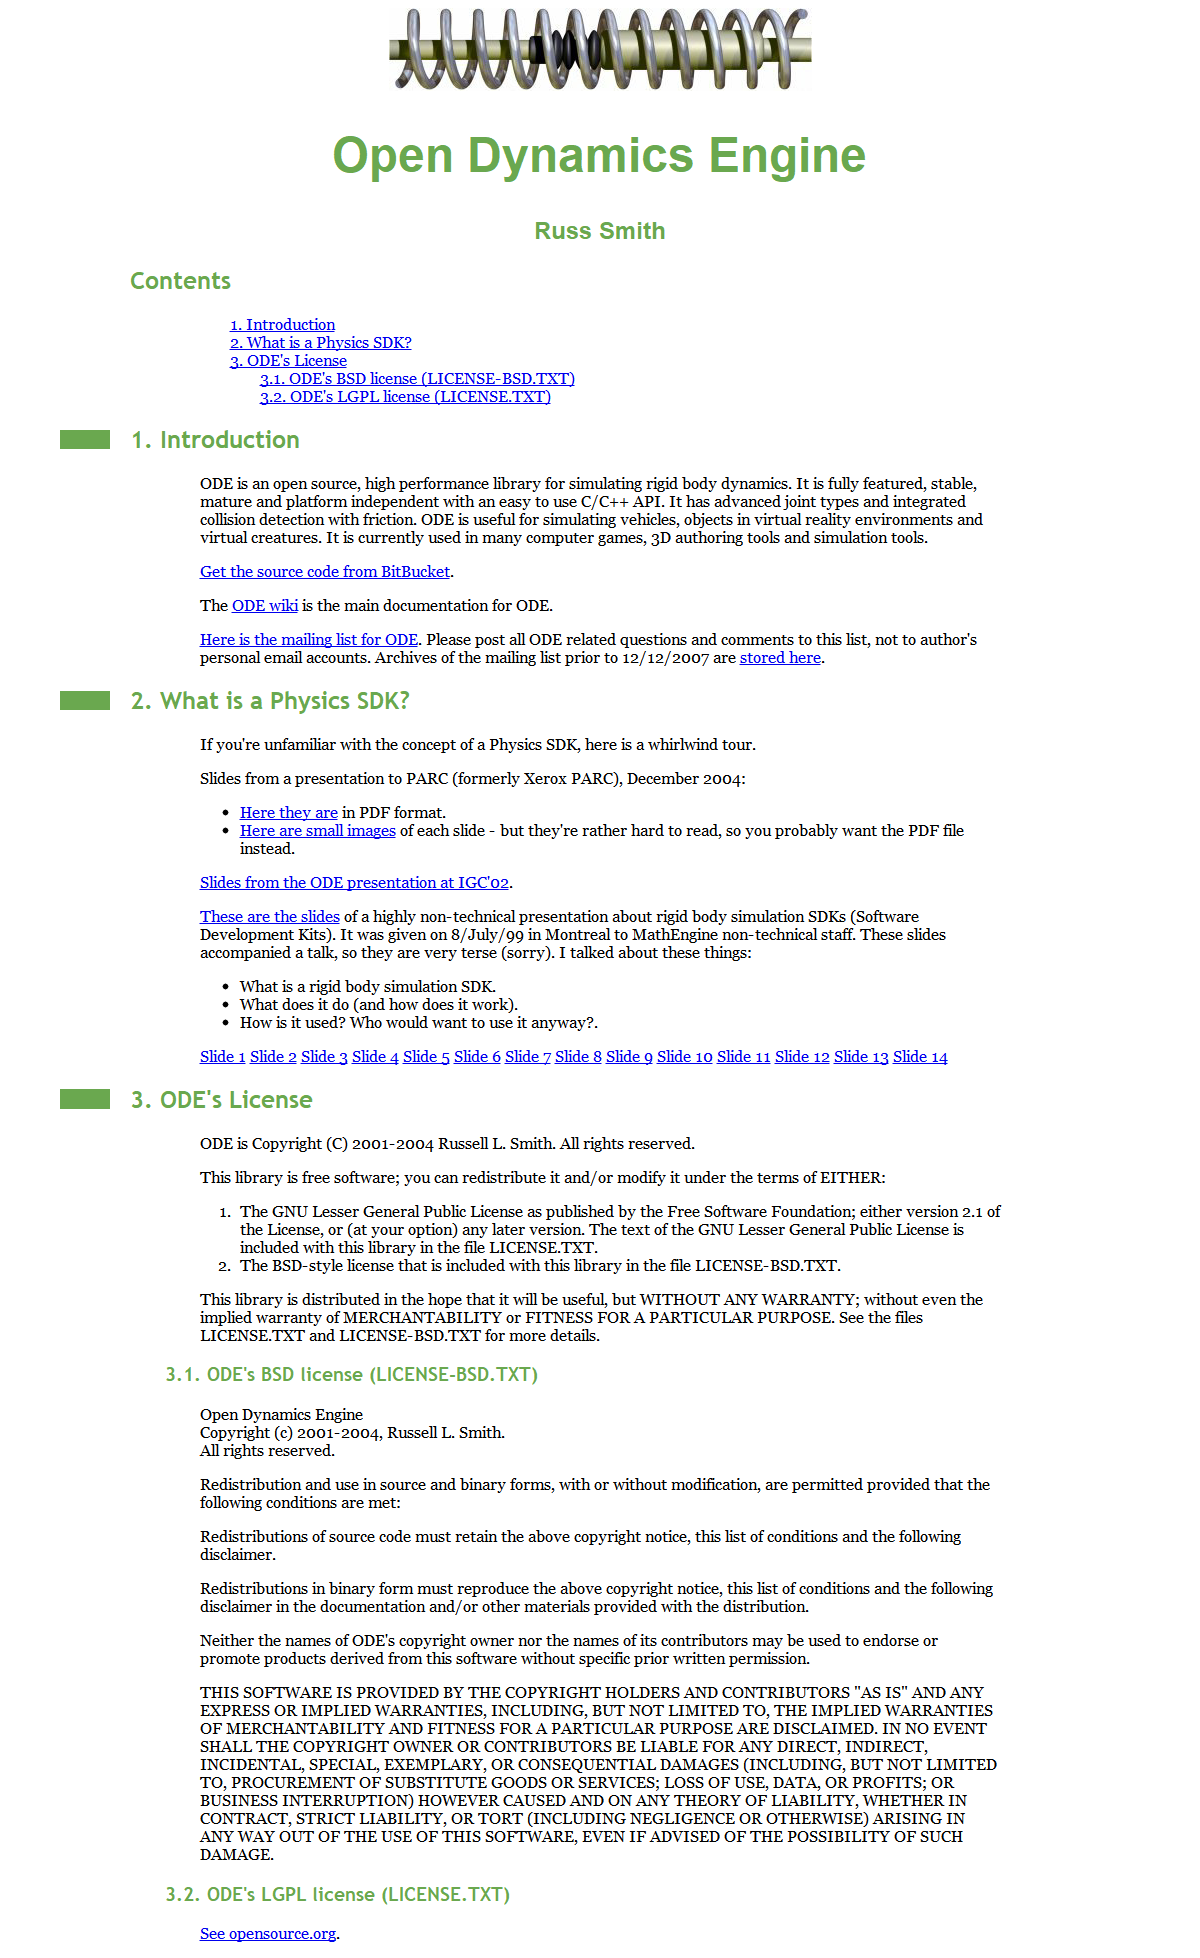 Open Dynamics Engine
Russ Smith
Contents
1. Introduction
2. What is a Physics SDK?
3. ODE's License
3.1. ODE's BSD license (LICENSE-BSD.TXT)
3.2. ODE's LGPL license (LICENSE.TXT)
1. Introduction
ODE is an open source, high performance library for simulating rigid body dynamics. It is fully featured, stable,
mature and platform independent with an easy to use C/C++ API. It has advanced joint types and integrated
collision detection with friction. ODE is useful for simulating vehicles, objects in virtual reality environments and
virtual creatures. It is currently used in many computer games, 3D authoring tools and simulation tools.
Get the source code from BitBucket.
The ODE wiki is the main documentation for ODE.
Here is the mailing list for ODE. Please post all ODE related questions and comments to this list, not to author's
personal email accounts. Archives of the mailing list prior to 12/12/2007 are stored here.
2. What is a Physics SDK?
If you're unfamiliar with the concept of a Physics SDK, here is a whirlwind tour.
Slides from a presentation to PARC (formerly Xerox PARC), December 2004:
• Here they are in PDF format.
• Here are small images of each slide - but they're rather hard to read, so you probably want the PDF file
instead.
Slides from the ODE presentation at IGC'02.
These are the slides of a highly non-technical presentation about rigid body simulation SDKs (Software
Development Kits). It was given on 8/July/99 in Montreal to MathEngine non-technical staff. These slides
accompanied a talk, so they are very terse (sorry). I talked about these things:
• What is a rigid body simulation SDK.
• What does it do (and how does it work).
• How is it used? Who would want to use it anyway?.
Slide 1 Slide 2 Slide 3 Slide 4 Slide 5 Slide 6 Slide 7 Slide 8 Slide 9 Slide 10 Slide 11 Slide 12 Slide 13 Slide 14
3. ODE's License
ODE is Copyright (C) 2001-2004 Russell L. Smith. All rights reserved.
This library is free software; you can redistribute it and/or modify it under the terms of EITHER:
1. The GNU Lesser General Public License as published by the Free Software Foundation; either version 2.1 of
the License, or (at your option) any later version. The text of the GNU Lesser General Public License is
included with this library in the file LICENSE.TXT.
2. The BSD-style license that is included with this library in the file LICENSE-BSD.TXT.
This library is distributed in the hope that it will be useful, but WITHOUT ANY WARRANTY; without even the
implied warranty of MERCHANTABILITY or FITNESS FOR A PARTICULAR PURPOSE. See the files
LICENSE.TXT and LICENSE-BSD.TXT for more details.
3.1. ODE's BSD license (LICENSE-BSD.TXT)
Open Dynamics Engine
Copyright (c) 2001-2004, Russell L. Smith.
All rights reserved.
Redistribution and use in source and binary forms, with or without modification, are permitted provided that the
following conditions are met:
Redistributions of source code must retain the above copyright notice, this list of conditions and the following
disclaimer.
Redistributions in binary form must reproduce the above copyright notice, this list of conditions and the following
disclaimer in the documentation and/or other materials provided with the distribution.
Neither the names of ODE's copyright owner nor the names of its contributors may be used to endorse or
promote products derived from this software without specific prior written permission.
THIS SOFTWARE IS PROVIDED BY THE COPYRIGHT HOLDERS AND CONTRIBUTORS "AS IS" AND ANY
EXPRESS OR IMPLIED WARRANTIES, INCLUDING, BUT NOT LIMITED TO, THE IMPLIED WARRANTIES
OF MERCHANTABILITY AND FITNESS FOR A PARTICULAR PURPOSE ARE DISCLAIMED. IN NO EVENT
SHALL THE COPYRIGHT OWNER OR CONTRIBUTORS BE LIABLE FOR ANY DIRECT, INDIRECT,
INCIDENTAL, SPECIAL, EXEMPLARY, OR CONSEQUENTIAL DAMAGES (INCLUDING, BUT NOT LIMITED
TO, PROCUREMENT OF SUBSTITUTE GOODS OR SERVICES; LOSS OF USE, DATA, OR PROFITS; OR
BUSINESS INTERRUPTION) HOWEVER CAUSED AND ON ANY THEORY OF LIABILITY, WHETHER IN
CONTRACT, STRICT LIABILITY, OR TORT (INCLUDING NEGLIGENCE OR OTHERWISE) ARISING IN
ANY WAY OUT OF THE USE OF THIS SOFTWARE, EVEN IF ADVISED OF THE POSSIBILITY OF SUCH
DAMAGE.
3.2. ODE's LGPL license (LICENSE.TXT)
See opensource.org.